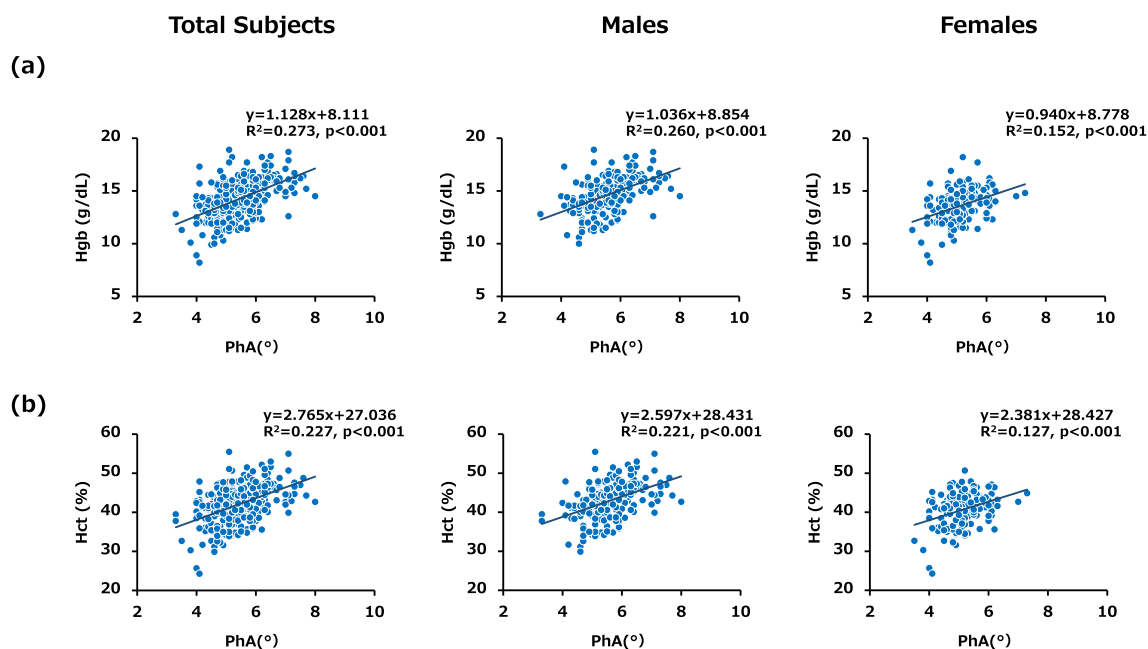 Total Subjects
Males
Females
(a)
y=1.128x+8.111
R²=0.273, p<0.001
20
15
10
5
Hgb (g/dL)
2 4 6 8 10
PhA(°)
y=1.036x+8.854
R²=0.260, p<0.001
20
15
10
5
Hgb (g/dL)
2 4 6 8 10
PhA(°)
y=0.940x+8.778
R²=0.152, p<0.001
20
15
10
5
Hgb (g/dL)
2 4 6 8 10
PhA(°)
(b)
y=2.765x+27.036
R²=0.227, p<0.001
60
50
40
30
20
Hct (%)
2 4 6 8 10
PhA(°)
y=2.597x+28.431
R²=0.221, p<0.001
60
50
40
30
20
Hct (%)
2 4 6 8 10
PhA(°)
y=2.381x+28.427
R²=0.127, p<0.001
60
50
40
30
20
Hct (%)
2 4 6 8 10
PhA(°)